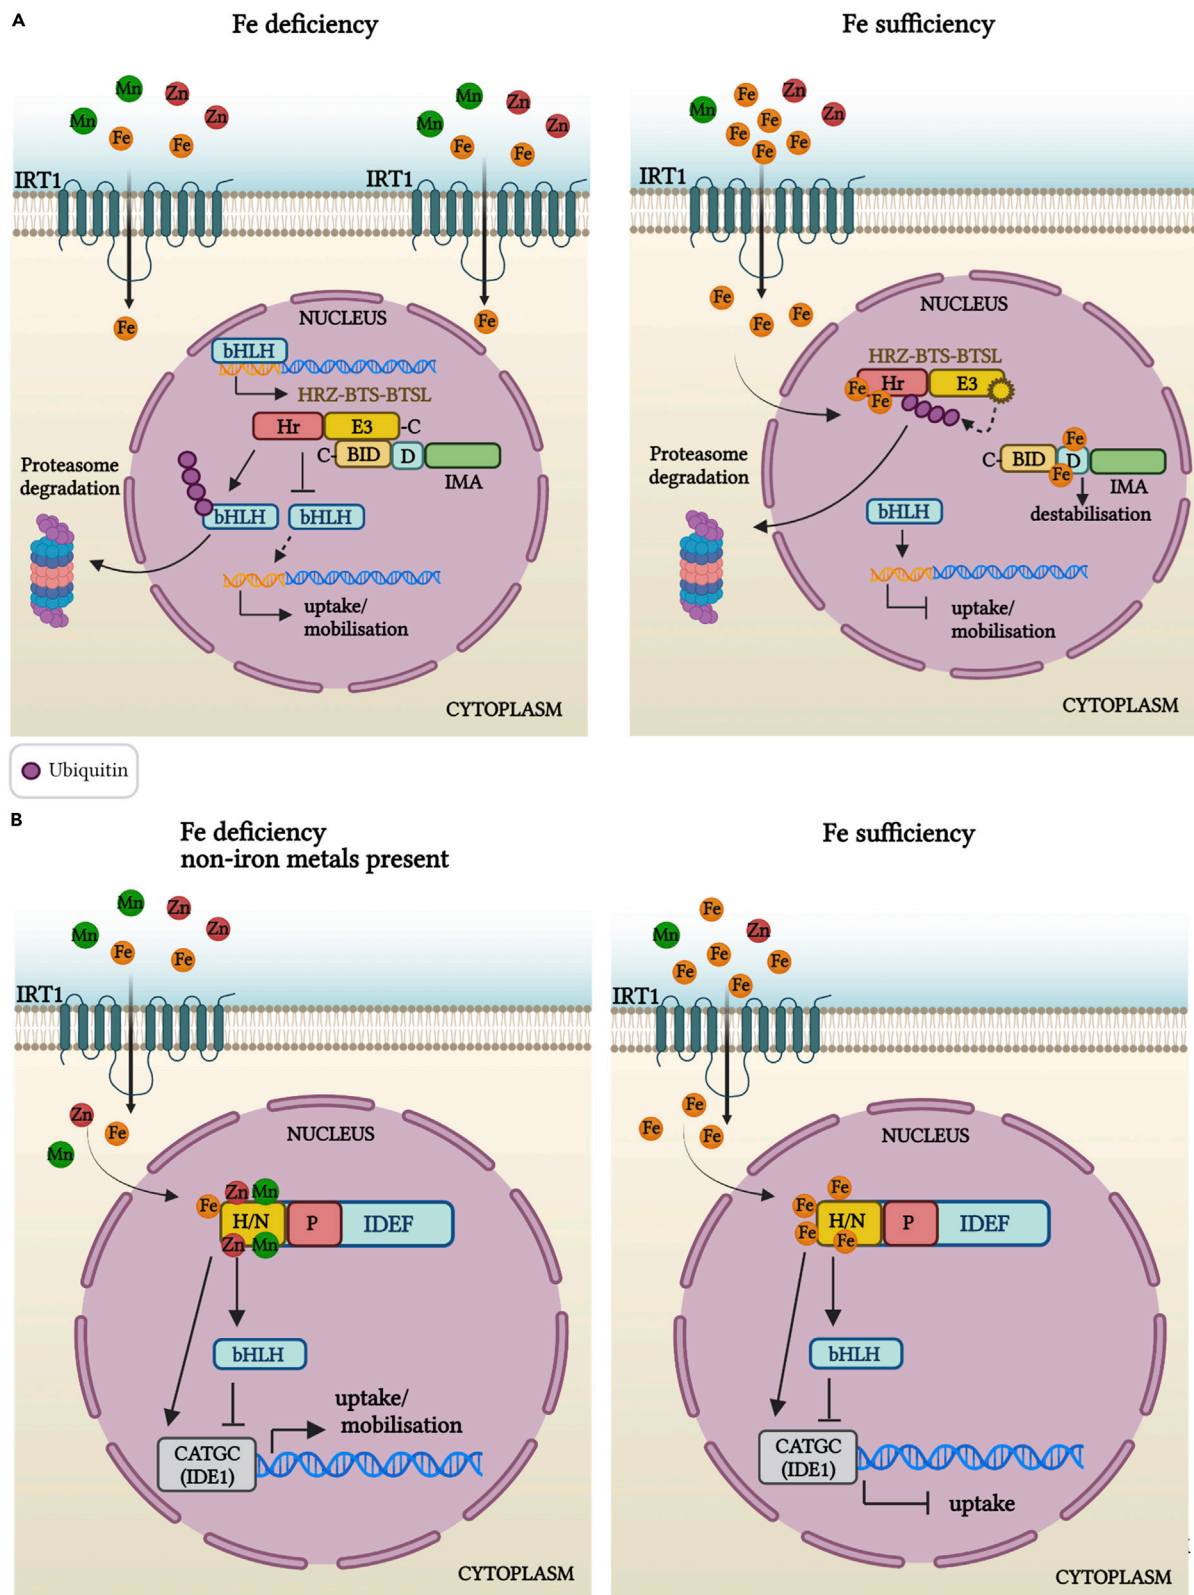 A
Fe deficiency
Fe sufficiency
Mn
Zn
Mn
Zn
Fe
Fe
Mn
Zn
Mn
Zn
Fe
Fe
IRT1
IRT1
Fe
Fe
NUCLEUS
bHLH
HRZ-BTS-BTSL
Hr
E3
-C
C-
BID
D
IMA
Proteasome
degradation
bHLH
bHLH
uptake/
mobilisation
CYTOPLASM
Fe
Zn
Mn
Fe
Zn
Fe
Fe
Fe
IRT1
Fe
Fe
Fe
NUCLEUS
HRZ-BTS-BTSL
Hr
E3
Fe
Fe
Proteasome
degradation
Fe
C-
BID
D
Fe
IMA
destabilisation
bHLH
uptake/
mobilisation
CYTOPLASM
Ubiquitin
B
Fe deficiency
non-iron metals present
Fe sufficiency
Mn
Zn
Mn
Zn
Fe
Fe
IRT1
Zn
Fe
Mn
NUCLEUS
Fe
Zn
Mn
H/N
P
IDEF
Zn
Mn
bHLH
uptake/
mobilisation
CATGC
(IDE1)
CYTOPLASM
Fe
Mn
Zn
Fe
Fe
Fe
Fe
IRT1
Fe
Fe
Fe
NUCLEUS
Fe
Fe
H/N
P
IDEF
Fe
Fe
bHLH
CATGC
(IDE1)
uptake
CYTOPLASM